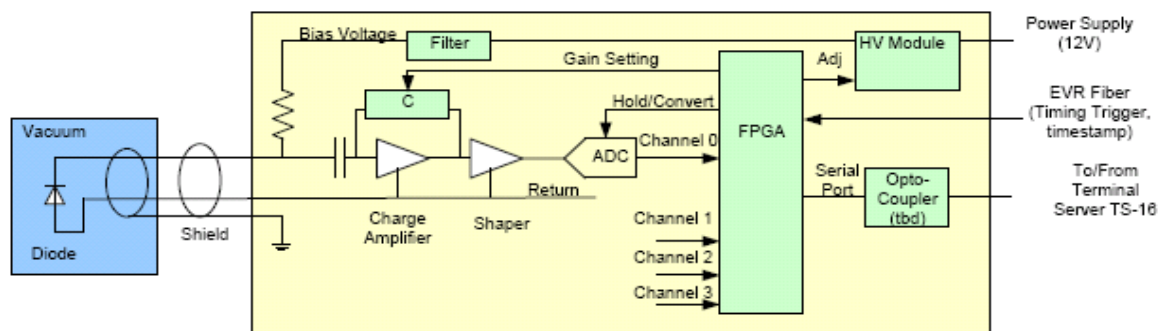 Power Supply
(12V)
Bias Voltage
Filter
HV Module
Gain Setting
Adj
C
Hold/Convert
EVR Fiber
(Timing Trigger,
timestamp)
Vacuum
FPGA
ADC
Channel 0
Serial
Port
Opto-
Coupler
(tbd)
To/From
Terminal
Server TS-16
Return
Diode
Shield
Charge
Amplifier
Shaper
Channel 1
Channel 2
Channel 3